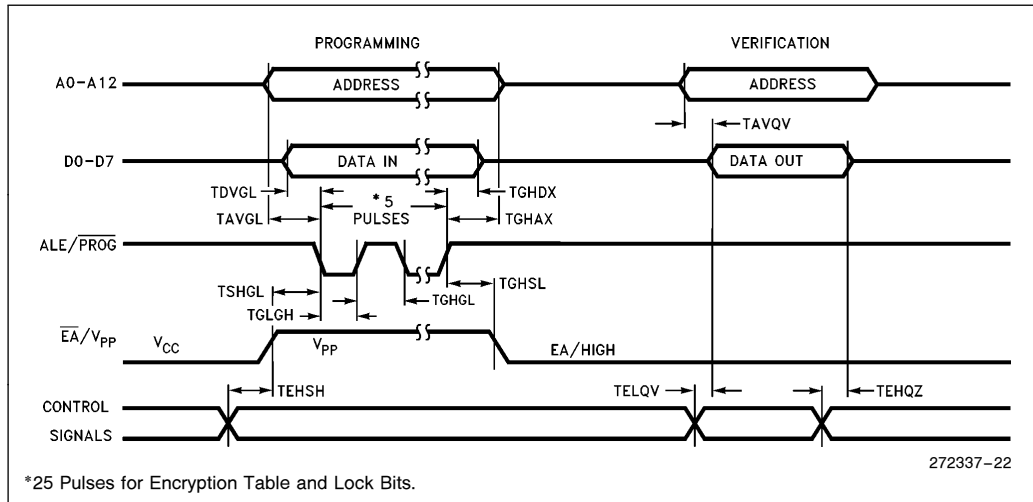 PROGRAMMING VERIFICATION
A0–A12 ADDRESS ADDRESS
TAVQV
D0–D7 DATA IN DATA OUT
TDVGL *5 TGHDX
TAVGL PULSES TGHAX
ALE/PROG
TSHGL TGHSL
TGHGL
TGLGH
EA/VPP VCC VPP EA/HIGH
TEHSH TELQV TEHQZ
CONTROL
SIGNALS
272337–22
*25 Pulses for Encryption Table and Lock Bits.